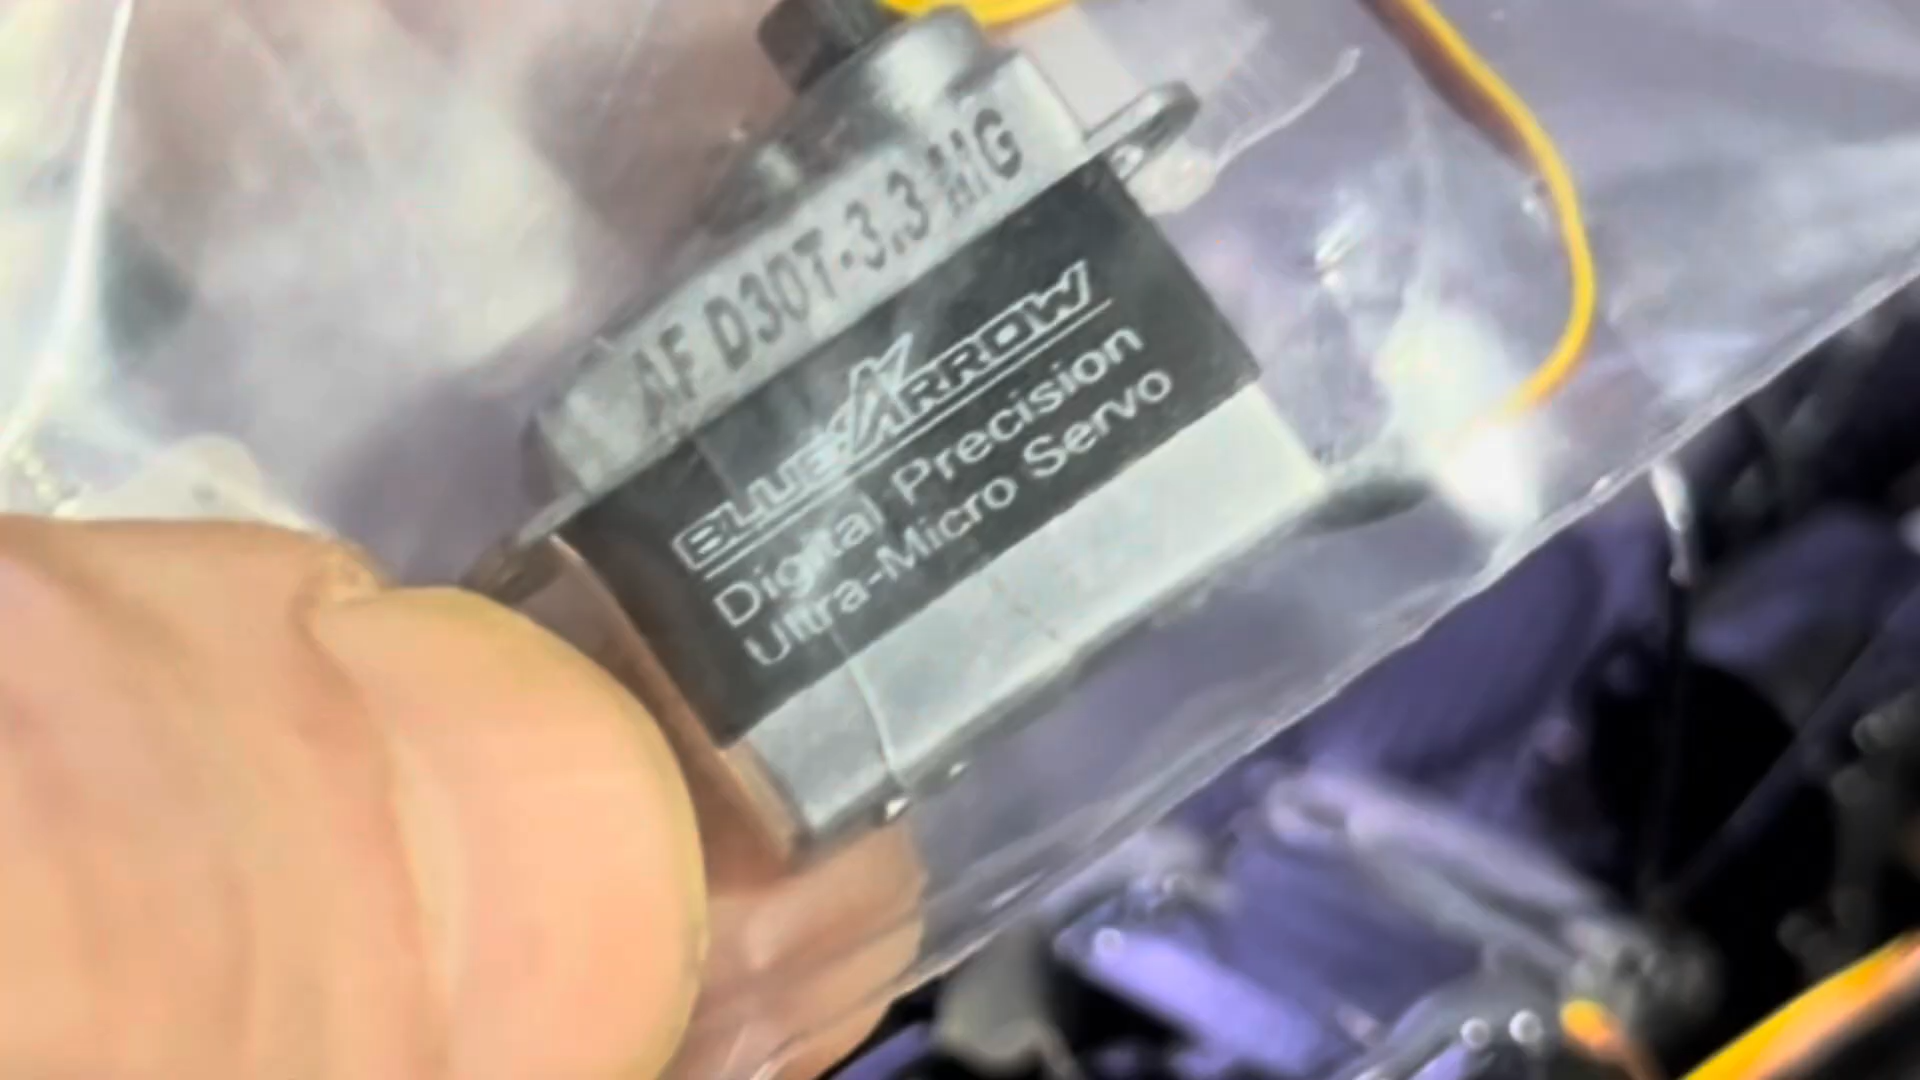 AF D30T-3.3 MG
BLUEARROW
Digital Precision
Ultra-Micro Servo